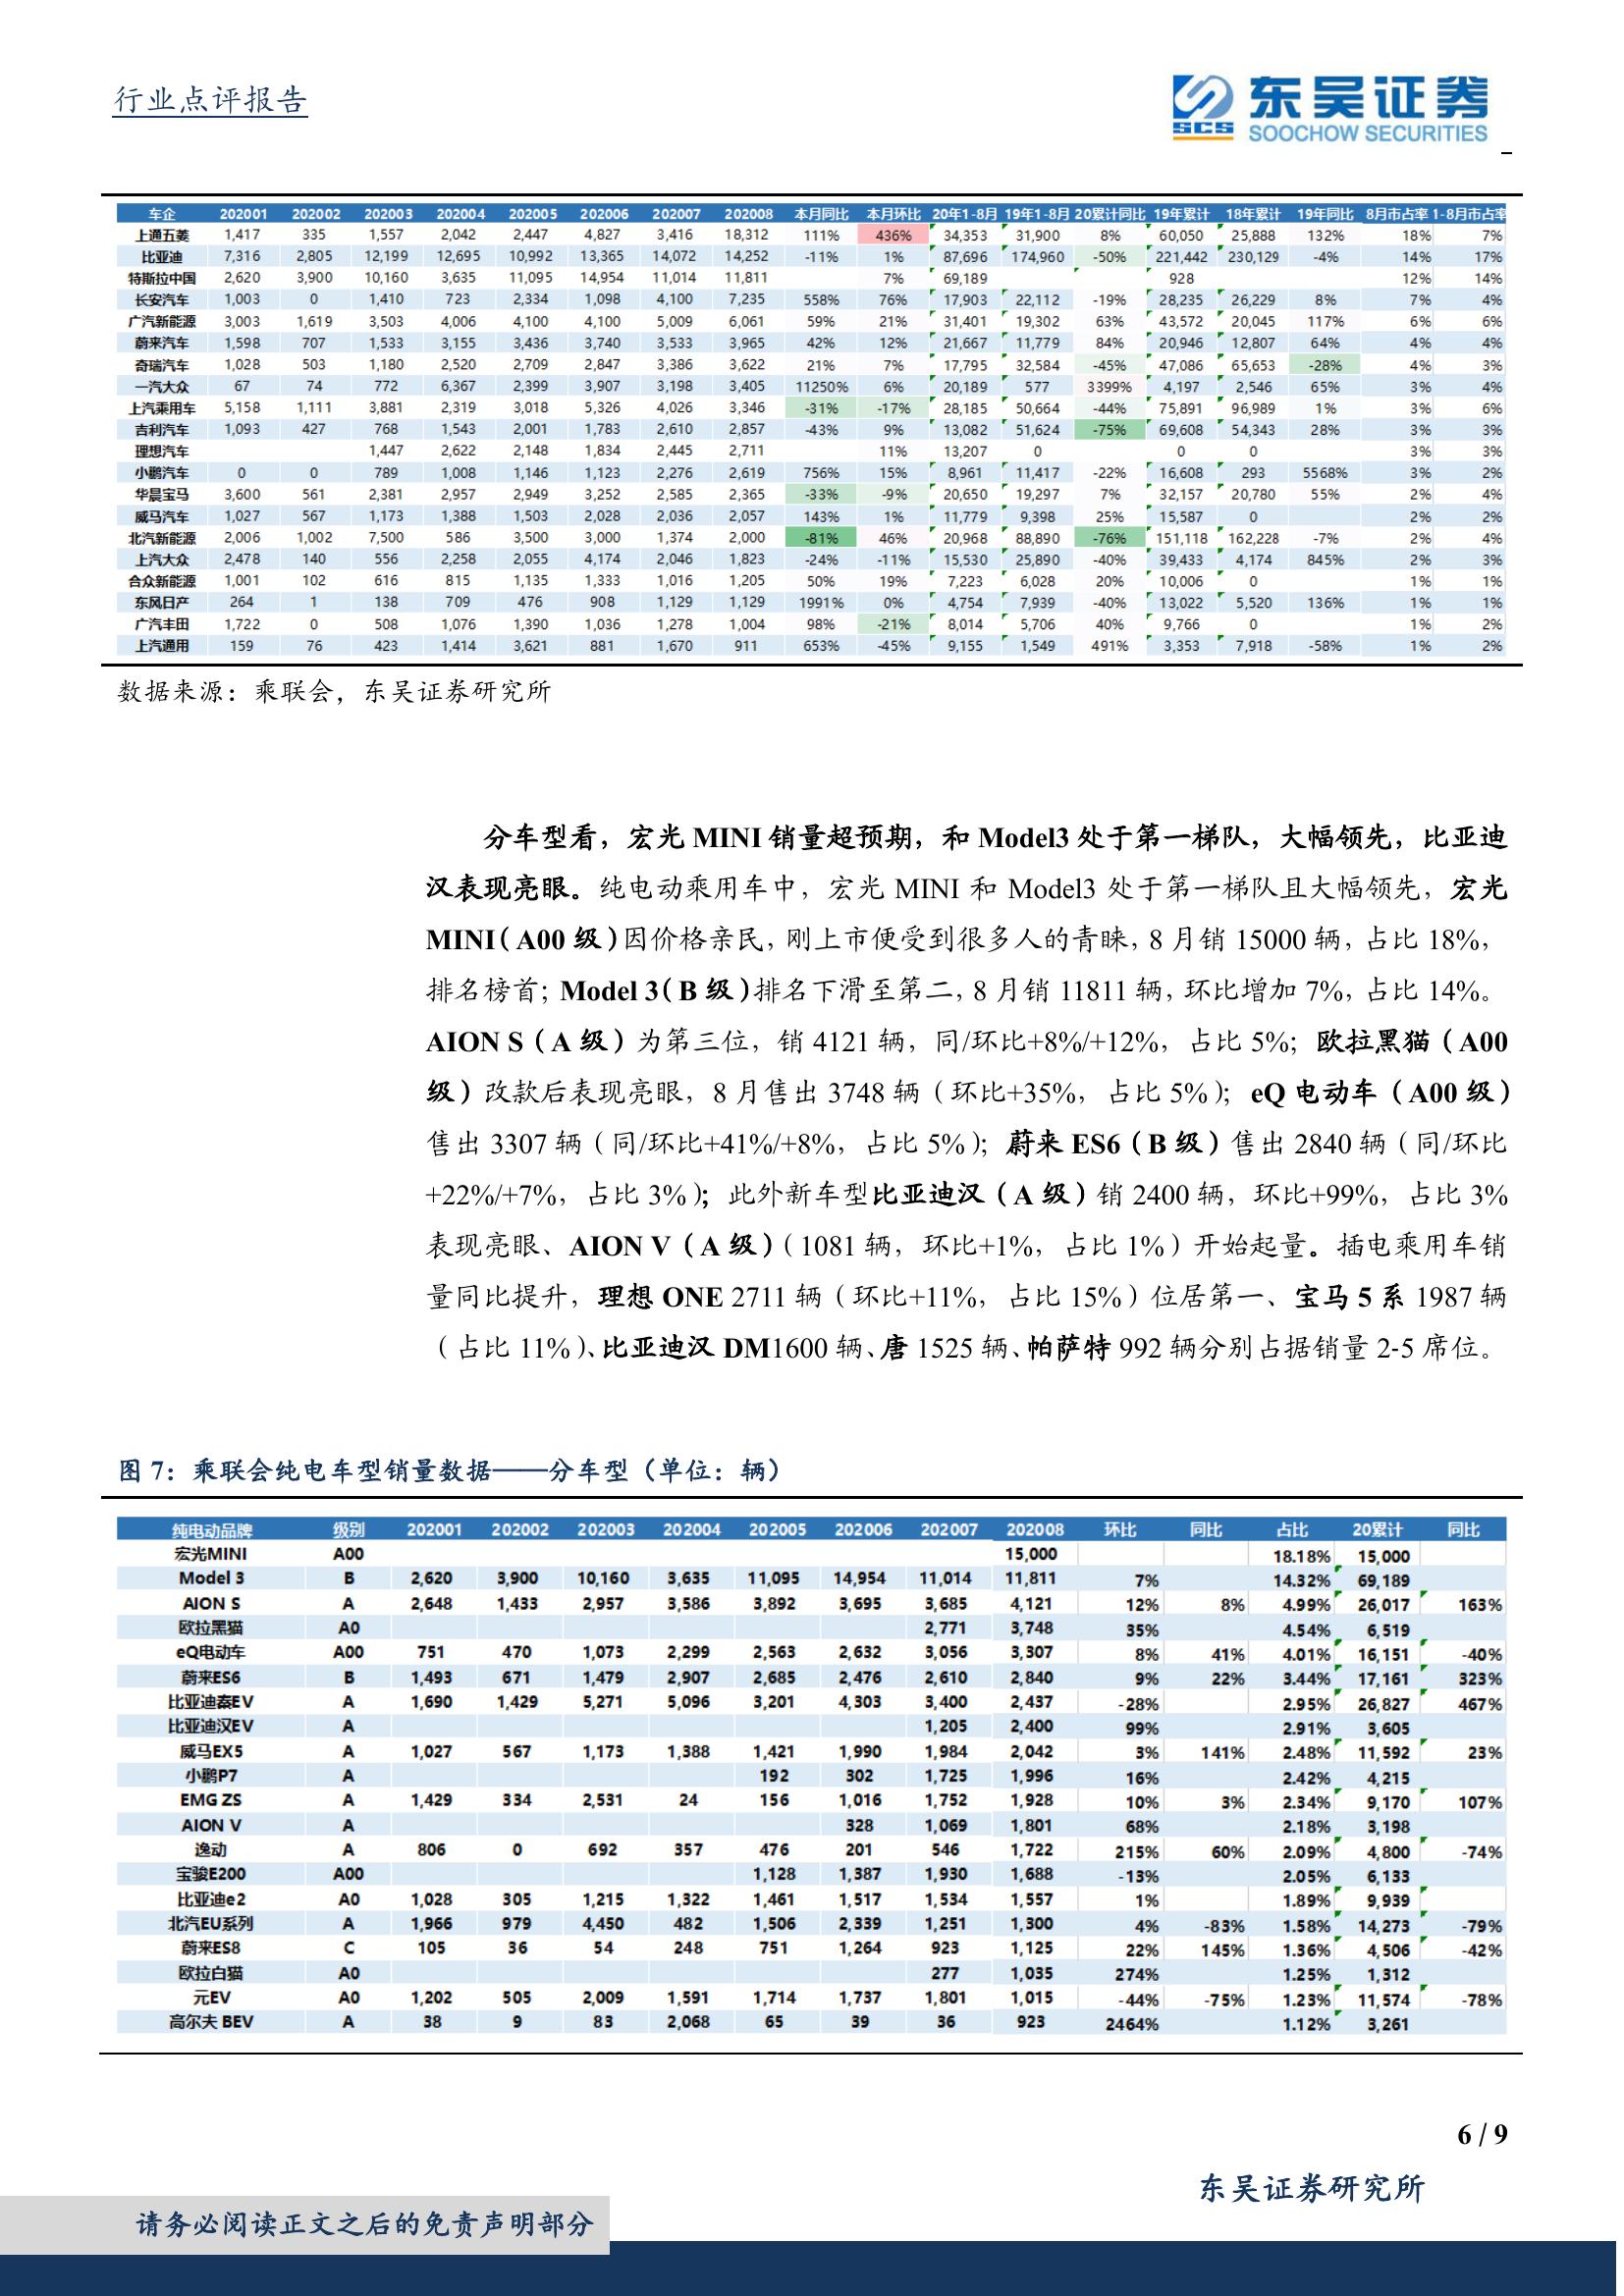 行业点评报告
东吴证券
SCS SOOCHOW SECURITIES
车企 202001 202002 202003 202004 202005 202006 202007 202008 本月同比 本月环比 20年1-8月 19年1-8月 20累计同比 19年累计 18年累计 19年同比 8月市占率 1-8月市占率
上通五菱 1,417 335 1,557 2,042 2,447 4,827 3,416 18,312 111% 436% 34,353 31,900 8% 60,050 25,888 132% 18% 7%
比亚迪 7,316 2,805 12,199 12,695 10,992 13,365 14,072 14,252 -11% 1% 87,696 174,960 -50% 221,442 230,129 -4% 14% 17%
特斯拉中国 2,620 3,900 10,160 3,635 11,095 14,954 11,014 11,811 7% 69,189 928 12% 14%
长安汽车 1,003 0 1,410 723 2,334 1,098 4,100 7,235 558% 76% 17,903 22,112 -19% 28,235 26,229 8% 7% 4%
广汽新能源 3,003 1,619 3,503 4,006 4,100 4,100 5,009 6,061 59% 21% 31,401 19,302 63% 43,572 20,045 117% 6% 6%
蔚来汽车 1,598 707 1,533 3,155 3,436 3,740 3,533 3,965 42% 12% 21,667 11,779 84% 20,946 12,807 64% 4% 4%
奇瑞汽车 1,028 503 1,180 2,520 2,709 2,847 3,386 3,622 21% 7% 17,795 32,584 -45% 47,086 65,653 -28% 4% 3%
一汽大众 67 74 772 6,367 2,399 3,907 3,198 3,405 11250% 6% 20,189 577 3399% 4,197 2,546 65% 3% 4%
上汽乘用车 5,158 1,111 3,881 2,319 3,018 5,326 4,026 3,346 -31% -17% 28,185 50,664 -44% 75,891 96,989 1% 3% 6%
吉利汽车 1,093 427 768 1,543 2,001 1,783 2,610 2,857 -43% 9% 13,082 51,624 -75% 69,608 54,343 28% 3% 3%
理想汽车 1,447 2,622 2,148 1,834 2,445 2,711 11% 13,207 0 0 0 3% 3%
小鹏汽车 0 0 789 1,008 1,146 1,123 2,276 2,619 756% 15% 8,961 11,417 -22% 16,608 293 5568% 3% 2%
华晨宝马 3,600 561 2,381 2,957 2,949 3,252 2,585 2,365 -33% -9% 20,650 19,297 7% 32,157 20,780 55% 2% 4%
威马汽车 1,027 567 1,173 1,388 1,503 2,028 2,036 2,057 143% 1% 11,779 9,398 25% 15,587 0 2% 2%
北汽新能源 2,006 1,002 7,500 586 3,500 3,000 1,374 2,000 -81% 46% 20,968 88,890 -76% 151,118 162,228 -7% 2% 4%
上汽大众 2,478 140 556 2,258 2,055 4,174 2,046 1,823 -24% -11% 15,530 25,890 -40% 39,433 4,174 845% 2% 3%
合众新能源 1,001 102 616 815 1,135 1,333 1,016 1,205 50% 19% 7,223 6,028 20% 10,006 0 1% 1%
东风日产 264 1 138 709 476 908 1,129 1,129 1991% 0% 4,754 7,939 -40% 13,022 5,520 136% 1% 1%
广汽丰田 1,722 0 508 1,076 1,390 1,036 1,278 1,004 98% -21% 8,014 5,706 40% 9,766 0 1% 2%
上汽通用 159 76 423 1,414 3,621 881 1,670 911 653% -45% 9,155 1,549 491% 3,353 7,918 -58% 1% 2%
数据来源：乘联会，东吴证券研究所
分车型看，宏光 MINI 销量超预期，和 Model3 处于第一梯队，大幅领先，比亚迪
汉表现亮眼。纯电动乘用车中，宏光 MINI 和 Model3 处于第一梯队且大幅领先，宏光
MINI（A00 级）因价格亲民，刚上市便受到很多人的青睐，8 月销 15000 辆，占比 18%，
排名榜首；Model 3（B 级）排名下滑至第二，8 月销 11811 辆，环比增加 7%，占比 14%。
AION S（A 级）为第三位，销 4121 辆，同/环比+8%/+12%，占比 5%；欧拉黑猫（A00
级）改款后表现亮眼，8 月售出 3748 辆（环比+35%，占比 5%）；eQ 电动车（A00 级）
售出 3307 辆（同/环比+41%/+8%，占比 5%）；蔚来 ES6（B 级）售出 2840 辆（同/环比
+22%/+7%，占比 3%）；此外新车型比亚迪汉（A 级）销 2400 辆，环比+99%，占比 3%
表现亮眼、AION V（A 级）（1081 辆，环比+1%，占比 1%）开始起量。插电乘用车销
量同比提升，理想 ONE 2711 辆（环比+11%，占比 15%）位居第一、宝马 5 系 1987 辆
（占比 11%）、比亚迪汉 DM1600 辆、唐 1525 辆、帕萨特 992 辆分别占据销量 2-5 席位。
图 7：乘联会纯电车型销量数据——分车型（单位：辆）
纯电动品牌 级别 202001 202002 202003 202004 202005 202006 202007 202008 环比 同比 占比 20累计 同比
宏光MINI A00 15,000 18.18% 15,000
Model 3 B 2,620 3,900 10,160 3,635 11,095 14,954 11,014 11,811 7% 14.32% 69,189
AION S A 2,648 1,433 2,957 3,586 3,892 3,695 3,685 4,121 12% 8% 4.99% 26,017 163%
欧拉黑猫 A0 2,771 3,748 35% 4.54% 6,519
eQ电动车 A00 751 470 1,073 2,299 2,563 2,632 3,056 3,307 8% 41% 4.01% 16,151 -40%
蔚来ES6 B 1,493 671 1,479 2,907 2,685 2,476 2,610 2,840 9% 22% 3.44% 17,161 323%
比亚迪秦EV A 1,690 1,429 5,271 5,096 3,201 4,303 3,400 2,437 -28% 2.95% 26,827 467%
比亚迪汉EV A 1,205 2,400 99% 2.91% 3,605
威马EX5 A 1,027 567 1,173 1,388 1,421 1,990 1,984 2,042 3% 141% 2.48% 11,592 23%
小鹏P7 A 192 302 1,725 1,996 16% 2.42% 4,215
EMG ZS A 1,429 334 2,531 24 156 1,016 1,752 1,928 10% 3% 2.34% 9,170 107%
AION V A 328 1,069 1,801 68% 2.18% 3,198
逸动 A 806 0 692 357 476 201 546 1,722 215% 60% 2.09% 4,800 -74%
宝骏E200 A00 1,128 1,387 1,930 1,688 -13% 2.05% 6,133
比亚迪e2 A0 1,028 305 1,215 1,322 1,461 1,517 1,534 1,557 1% 1.89% 9,939
北汽EU系列 A 1,966 979 4,450 482 1,506 2,339 1,251 1,300 4% -83% 1.58% 14,273 -79%
蔚来ES8 C 105 36 54 248 751 1,264 923 1,125 22% 145% 1.36% 4,506 -42%
欧拉白猫 A0 277 1,035 274% 1.25% 1,312
元EV A0 1,202 505 2,009 1,591 1,714 1,737 1,801 1,015 -44% -75% 1.23% 11,574 -78%
高尔夫 BEV A 38 9 83 2,068 65 39 36 923 2464% 1.12% 3,261
6 / 9
东吴证券研究所
请务必阅读正文之后的免责声明部分